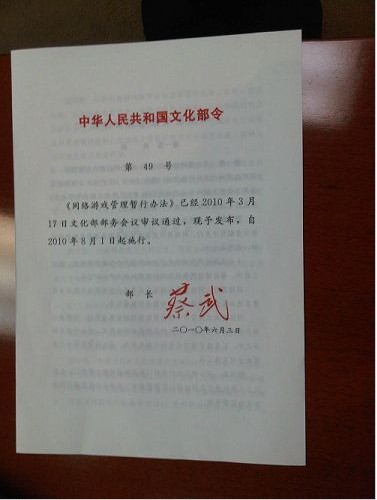 中华人民共和国文化部令
第 49 号
《网络游戏管理暂行办法》已经2010年3月
17日文化部部务会议审议通过，现予发布，自
2010年8月1日起施行。
部 长 蔡武
二〇一〇年六月三日